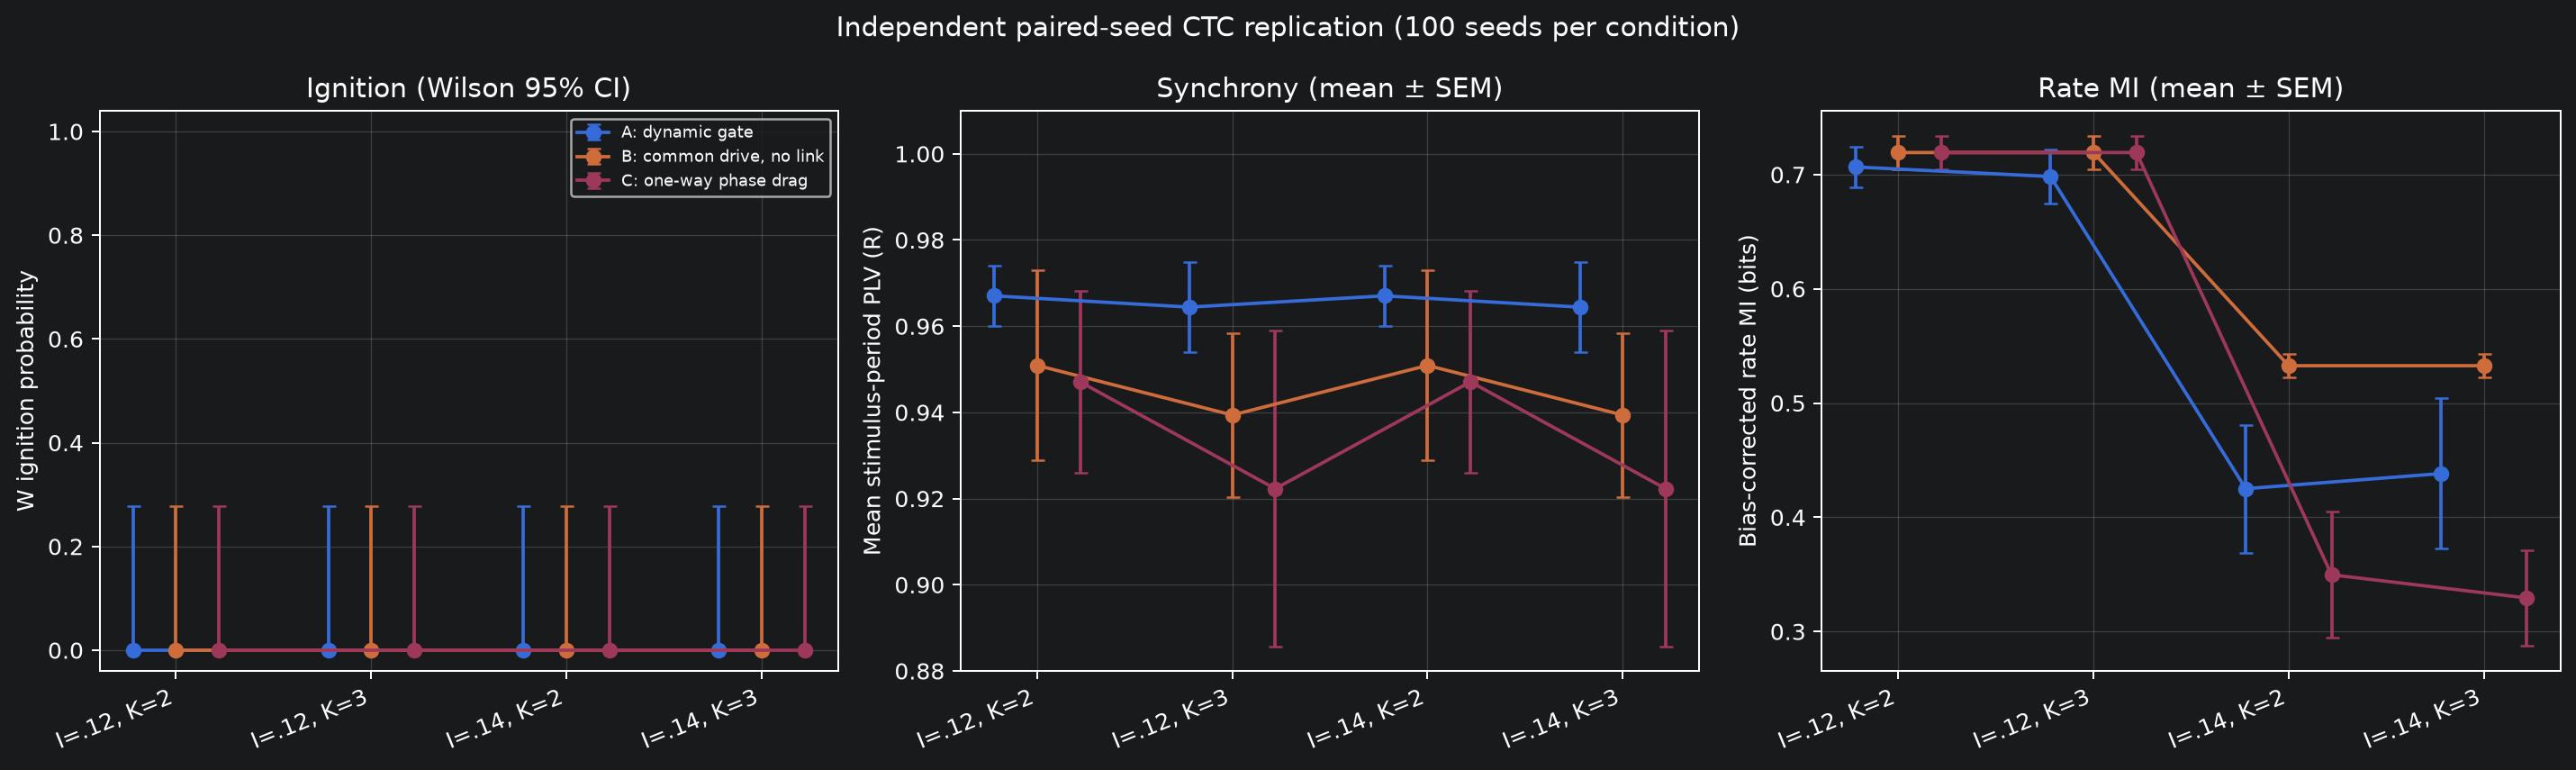 Independent paired-seed CTC replication (100 seeds per condition)
Ignition (Wilson 95% CI)
W ignition probability
1.0
0.8
0.6
0.4
0.2
0.0
A: dynamic gate
B: common drive, no link
C: one-way phase drag
I=.12, K=2
I=.12, K=3
I=.14, K=2
I=.14, K=3
Synchrony (mean ± SEM)
Mean stimulus-period PLV (R)
1.00
0.98
0.96
0.94
0.92
0.90
0.88
I=.12, K=2
I=.12, K=3
I=.14, K=2
I=.14, K=3
Rate MI (mean ± SEM)
Bias-corrected rate MI (bits)
0.7
0.6
0.5
0.4
0.3
I=.12, K=2
I=.12, K=3
I=.14, K=2
I=.14, K=3